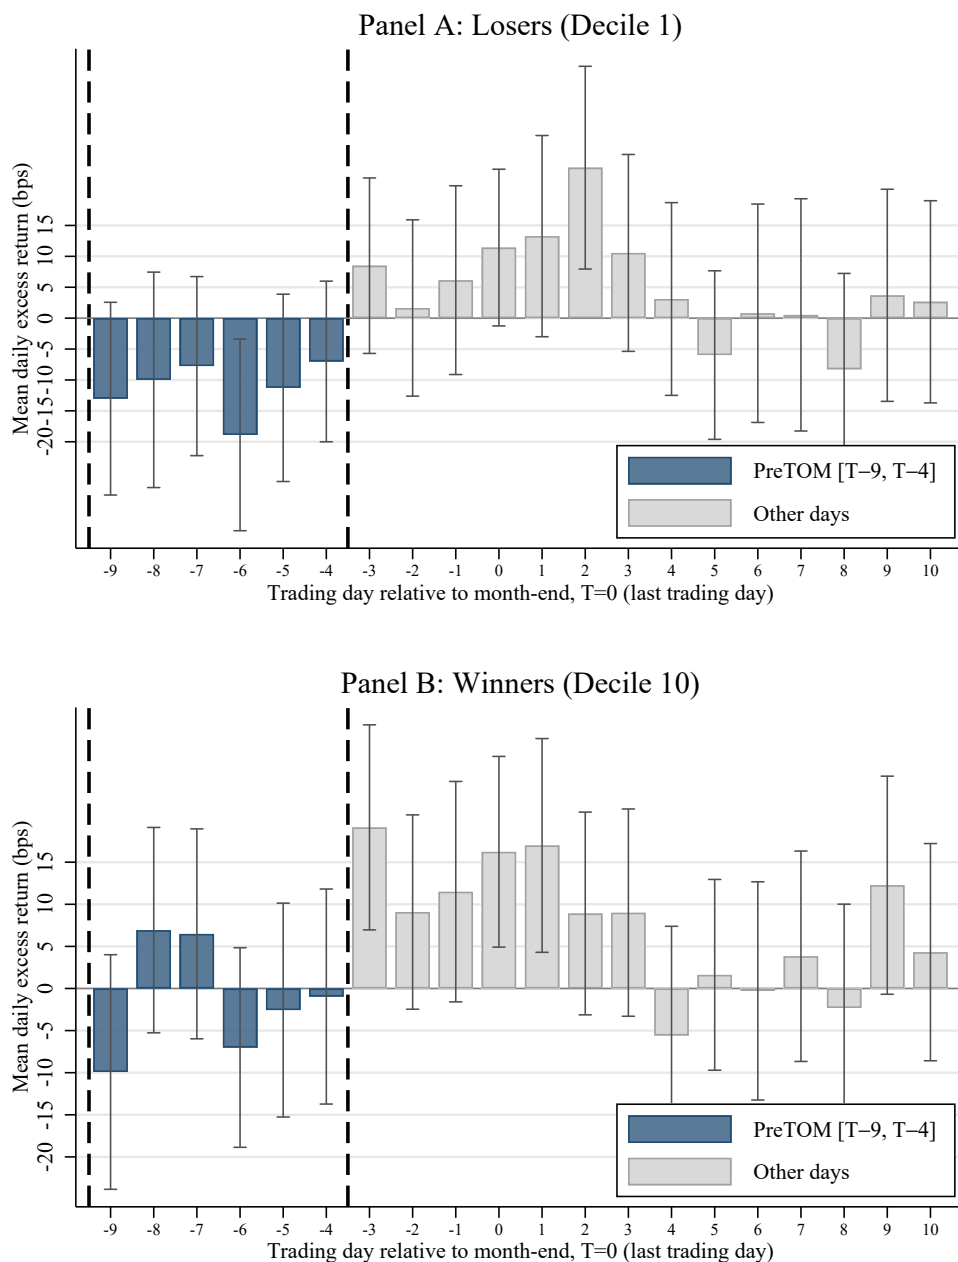 Panel A: Losers (Decile 1)
Mean daily excess return (bps)
15
10
5
0
-5
-10
-15
-20
PreTOM [T–9, T–4]
Other days
-9 -8 -7 -6 -5 -4 -3 -2 -1 0 1 2 3 4 5 6 7 8 9 10
Trading day relative to month-end, T=0 (last trading day)
Panel B: Winners (Decile 10)
Mean daily excess return (bps)
15
10
5
0
-5
-10
-15
-20
PreTOM [T–9, T–4]
Other days
-9 -8 -7 -6 -5 -4 -3 -2 -1 0 1 2 3 4 5 6 7 8 9 10
Trading day relative to month-end, T=0 (last trading day)